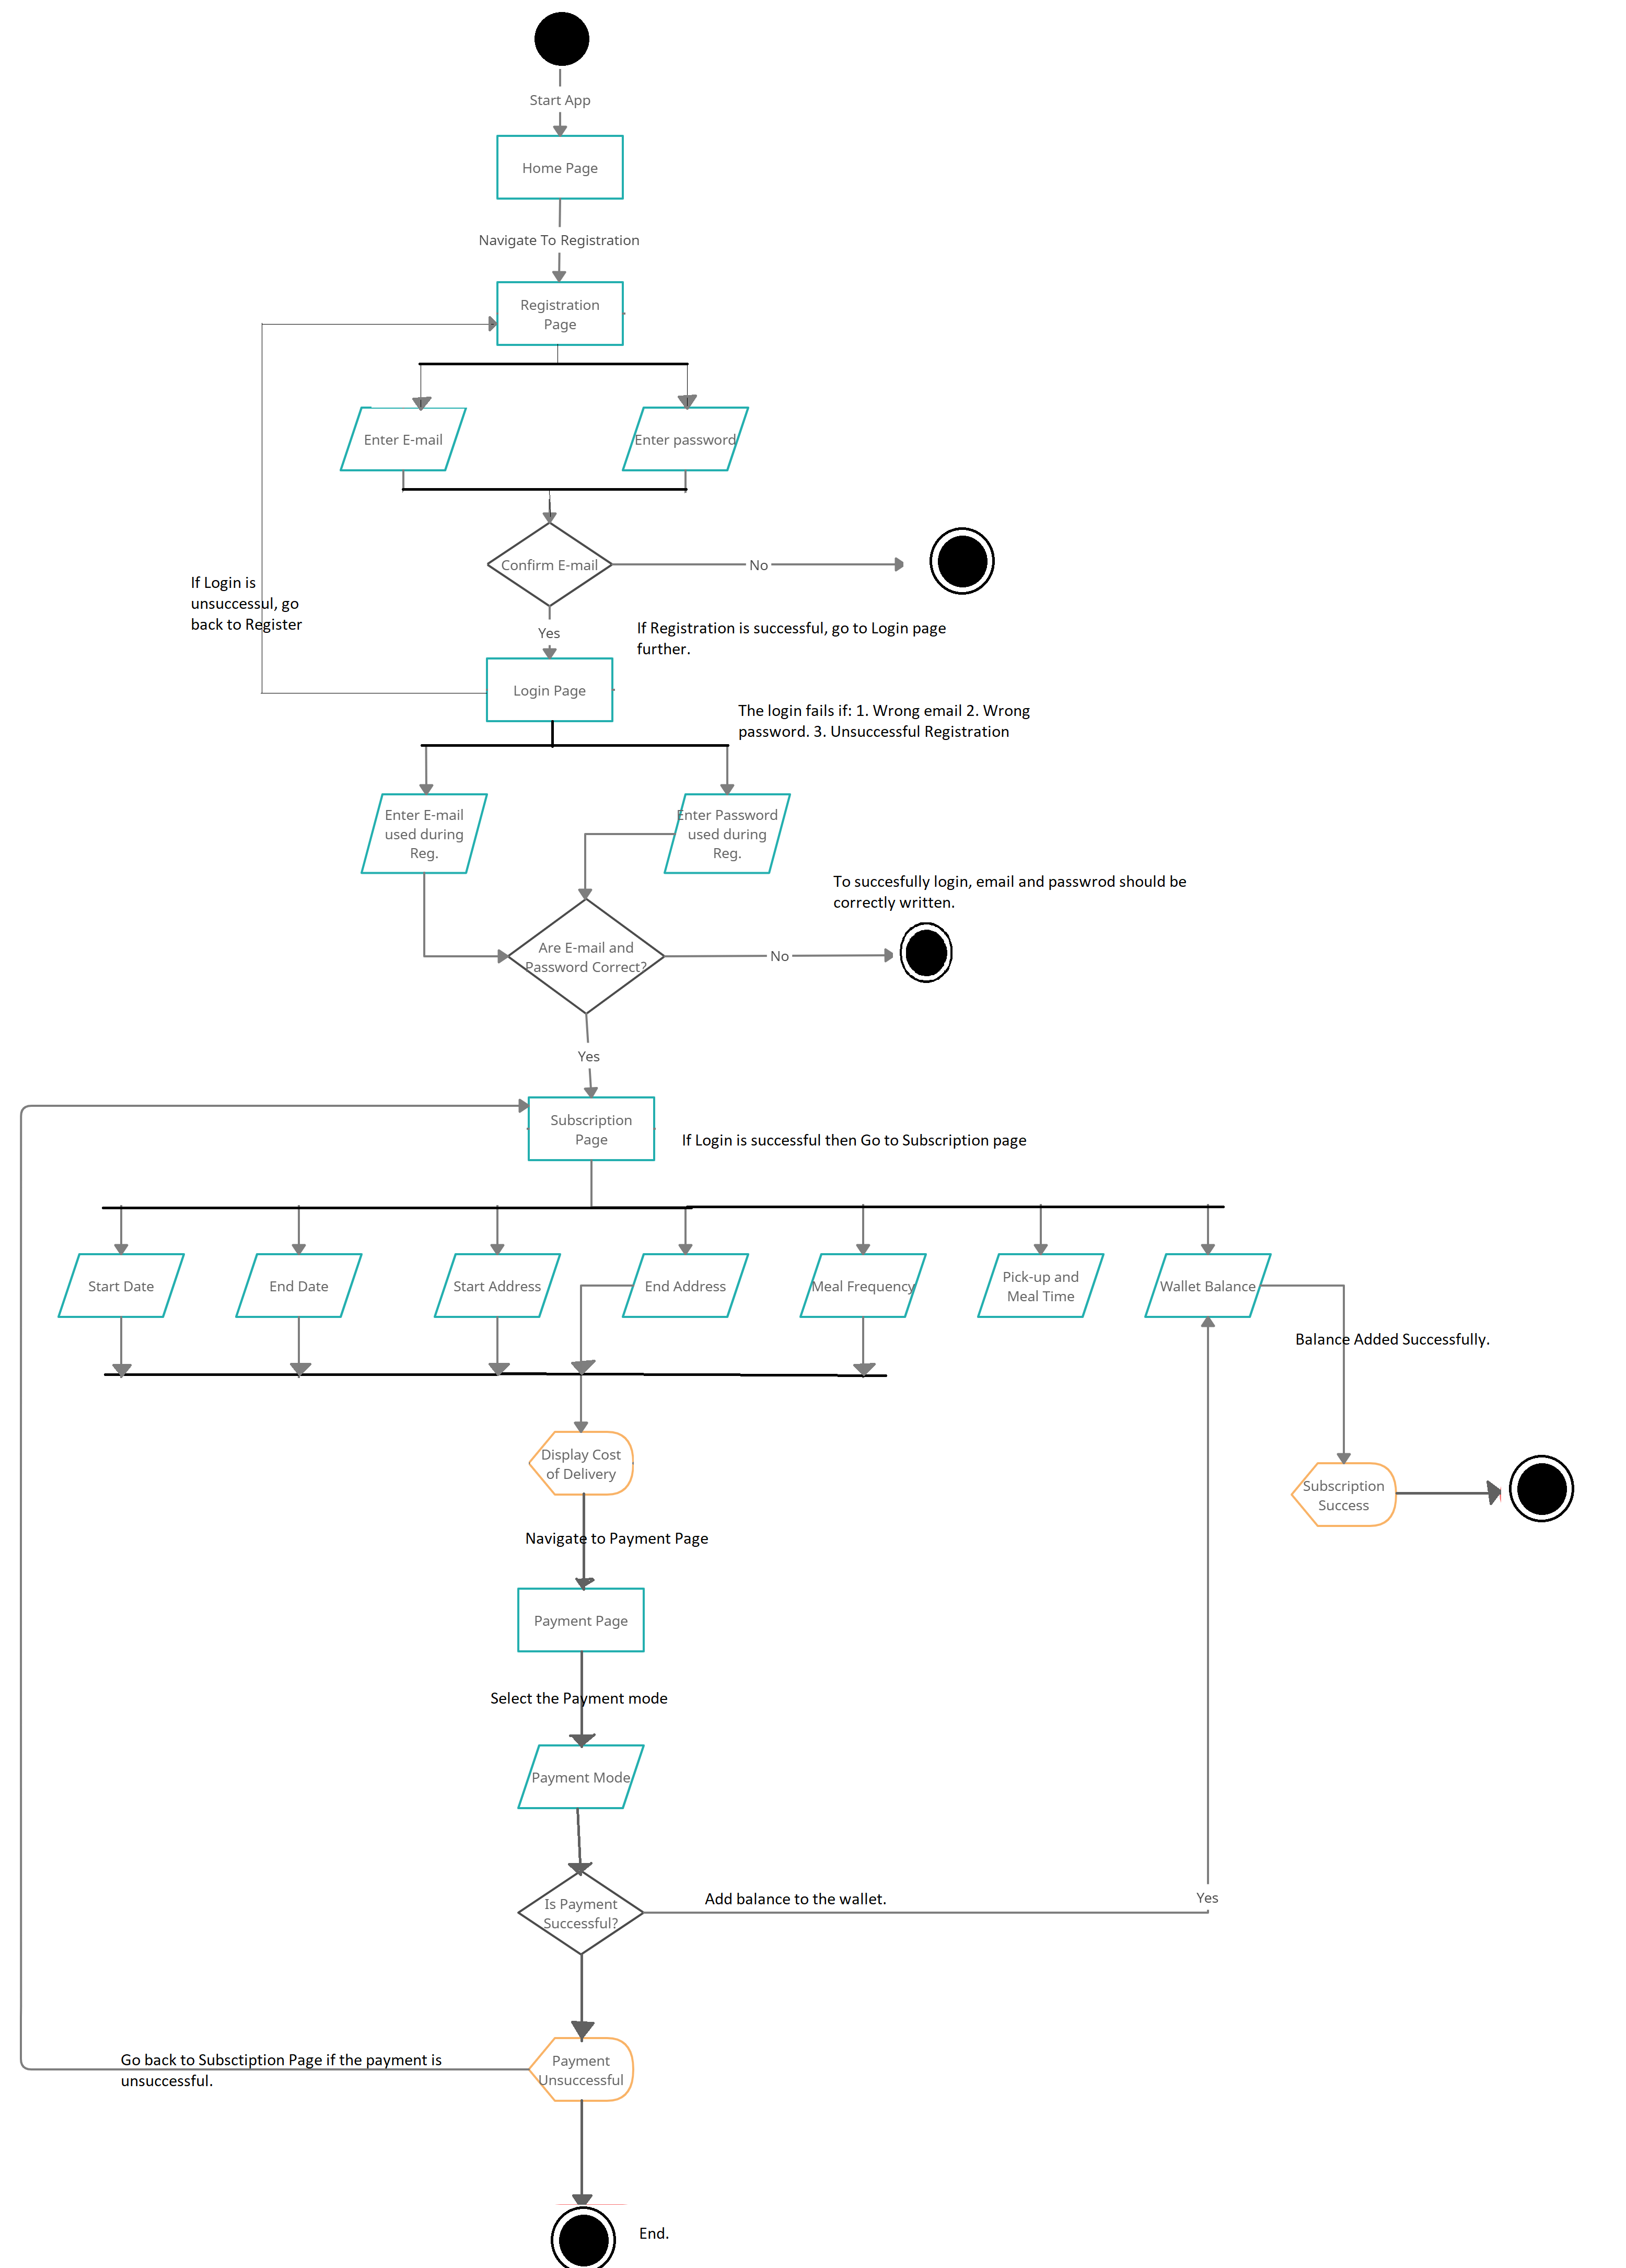 Start App
Home Page
Navigate To Registration
Registration
Page
Enter E-mail
Enter password
Confirm E-mail
No
If Login is
unsuccessul, go
back to Register
Yes
If Registration is successful, go to Login page
further.
Login Page
The login fails if: 1. Wrong email 2. Wrong
password. 3. Unsuccessful Registration
Enter E-mail
used during
Reg.
Enter Password
used during
Reg.
To succesfully login, email and passwrod should be
correctly written.
Are E-mail and
Password Correct?
No
Yes
Subscription
Page
If Login is successful then Go to Subscription page
Start Date
End Date
Start Address
End Address
Meal Frequency
Pick-up and
Meal Time
Wallet Balance
Balance Added Successfully.
Display Cost
of Delivery
Subscription
Success
Navigate to Payment Page
Payment Page
Select the Payment mode
Payment Mode
Is Payment
Successful?
Add balance to the wallet.
Yes
Go back to Subsctiption Page if the payment is
unsuccessful.
Payment
Unsuccessful
End.